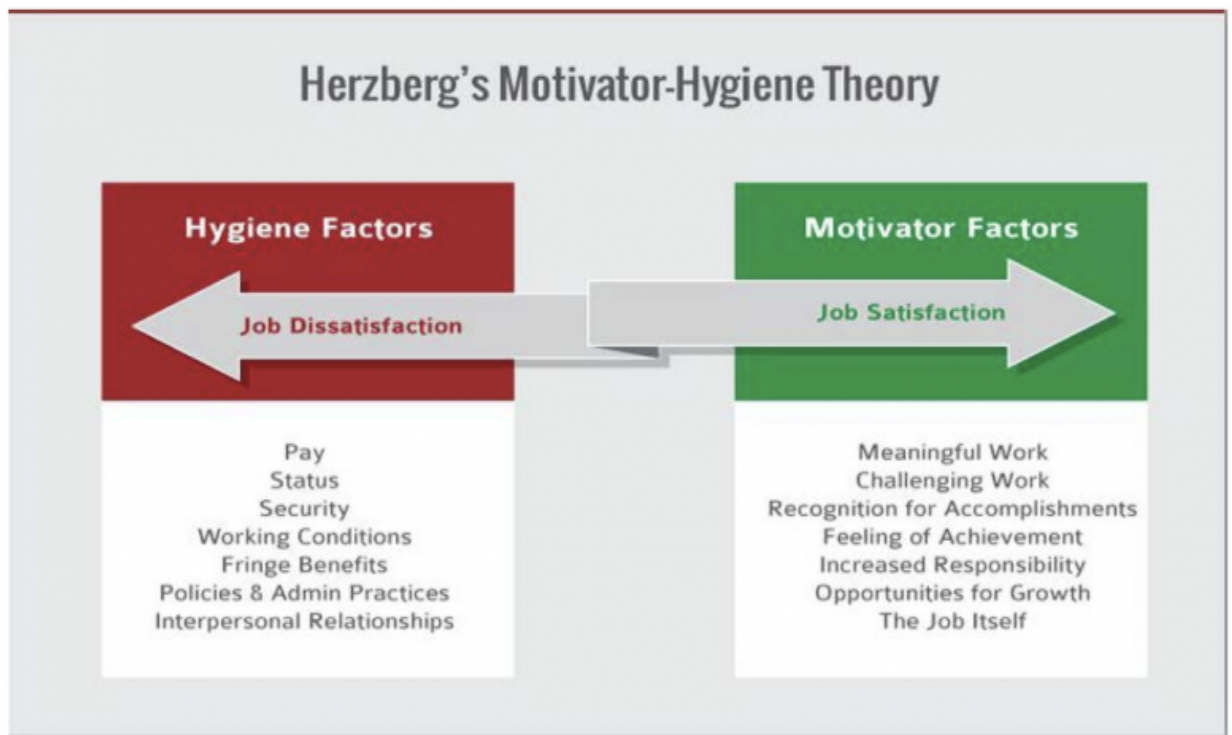 Herzberg's Motivator-Hygiene Theory
Hygiene Factors
Job Dissatisfaction
Pay
Status
Security
Working Conditions
Fringe Benefits
Policies & Admin Practices
Interpersonal Relationships
Motivator Factors
Job Satisfaction
Meaningful Work
Challenging Work
Recognition for Accomplishments
Feeling of Achievement
Increased Responsibility
Opportunities for Growth
The Job Itself